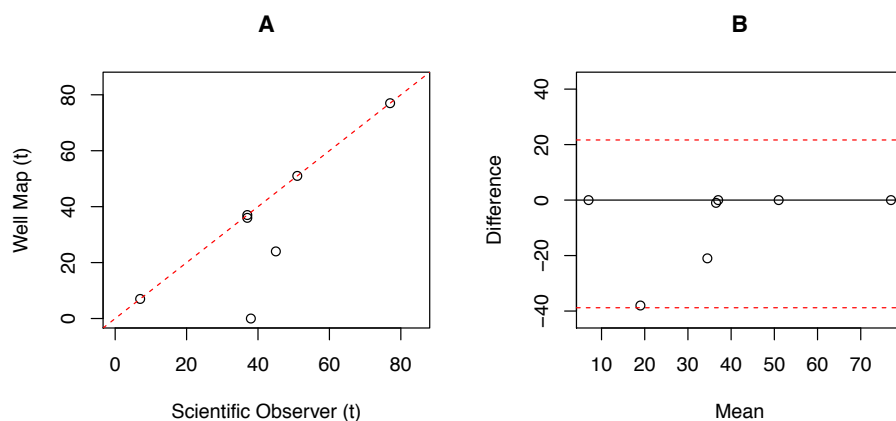 A
Well Map (t)
80
60
40
20
0
0 20 40 60 80
Scientific Observer (t)
B
Difference
40
20
0
−20
−40
10 20 30 40 50 60 70
Mean